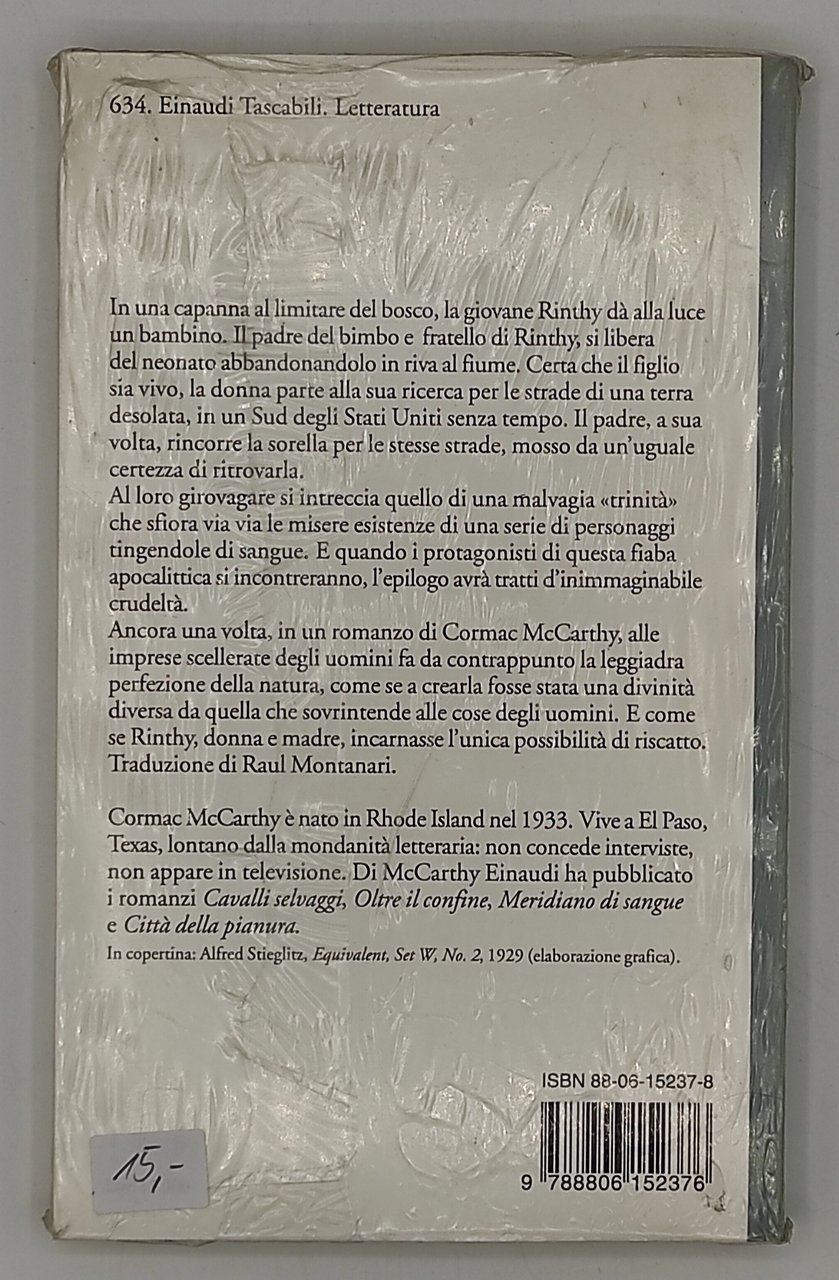 634. Einaudi Tascabili. Letteratura
In una capanna al limitare del bosco, la giovane Rinthy dà alla luce
un bambino. Il padre del bimbo e fratello di Rinthy, si libera
del neonato abbandonandolo in riva al fiume. Certa che il figlio
sia vivo, la donna parte alla sua ricerca per le strade di una terra
desolata, in un Sud degli Stati Uniti senza tempo. Il padre, a sua
volta, rincorre la sorella per le stesse strade, mosso da un'uguale
certezza di ritrovarla.
Al loro girovagare si intreccia quello di una malvagia «trinità»
che sfiora via via le misere esistenze di una serie di personaggi
tingendole di sangue. E quando i protagonisti di questa fiaba
apocalittica si incontreranno, l'epilogo avrà tratti d'inimmaginabile
crudeltà.
Ancora una volta, in un romanzo di Cormac McCarthy, alle
imprese scellerate degli uomini fa da contrappunto la leggiadra
perfezione della natura, come se a crearla fosse stata una divinità
diversa da quella che sovrintende alle cose degli uomini. E come
se Rinthy, donna e madre, incarnasse l'unica possibilità di riscatto.
Traduzione di Raul Montanari.
Cormac McCarthy è nato in Rhode Island nel 1933. Vive a El Paso,
Texas, lontano dalla mondanità letteraria: non concede interviste,
non appare in televisione. Di McCarthy Einaudi ha pubblicato
i romanzi Cavalli selvaggi, Oltre il confine, Meridiano di sangue
e Città della pianura.
In copertina: Alfred Stieglitz, Equivalent, Set W, No. 2, 1929 (elaborazione grafica).
ISBN 88-06-15237-8
9 788806 152376
15,-